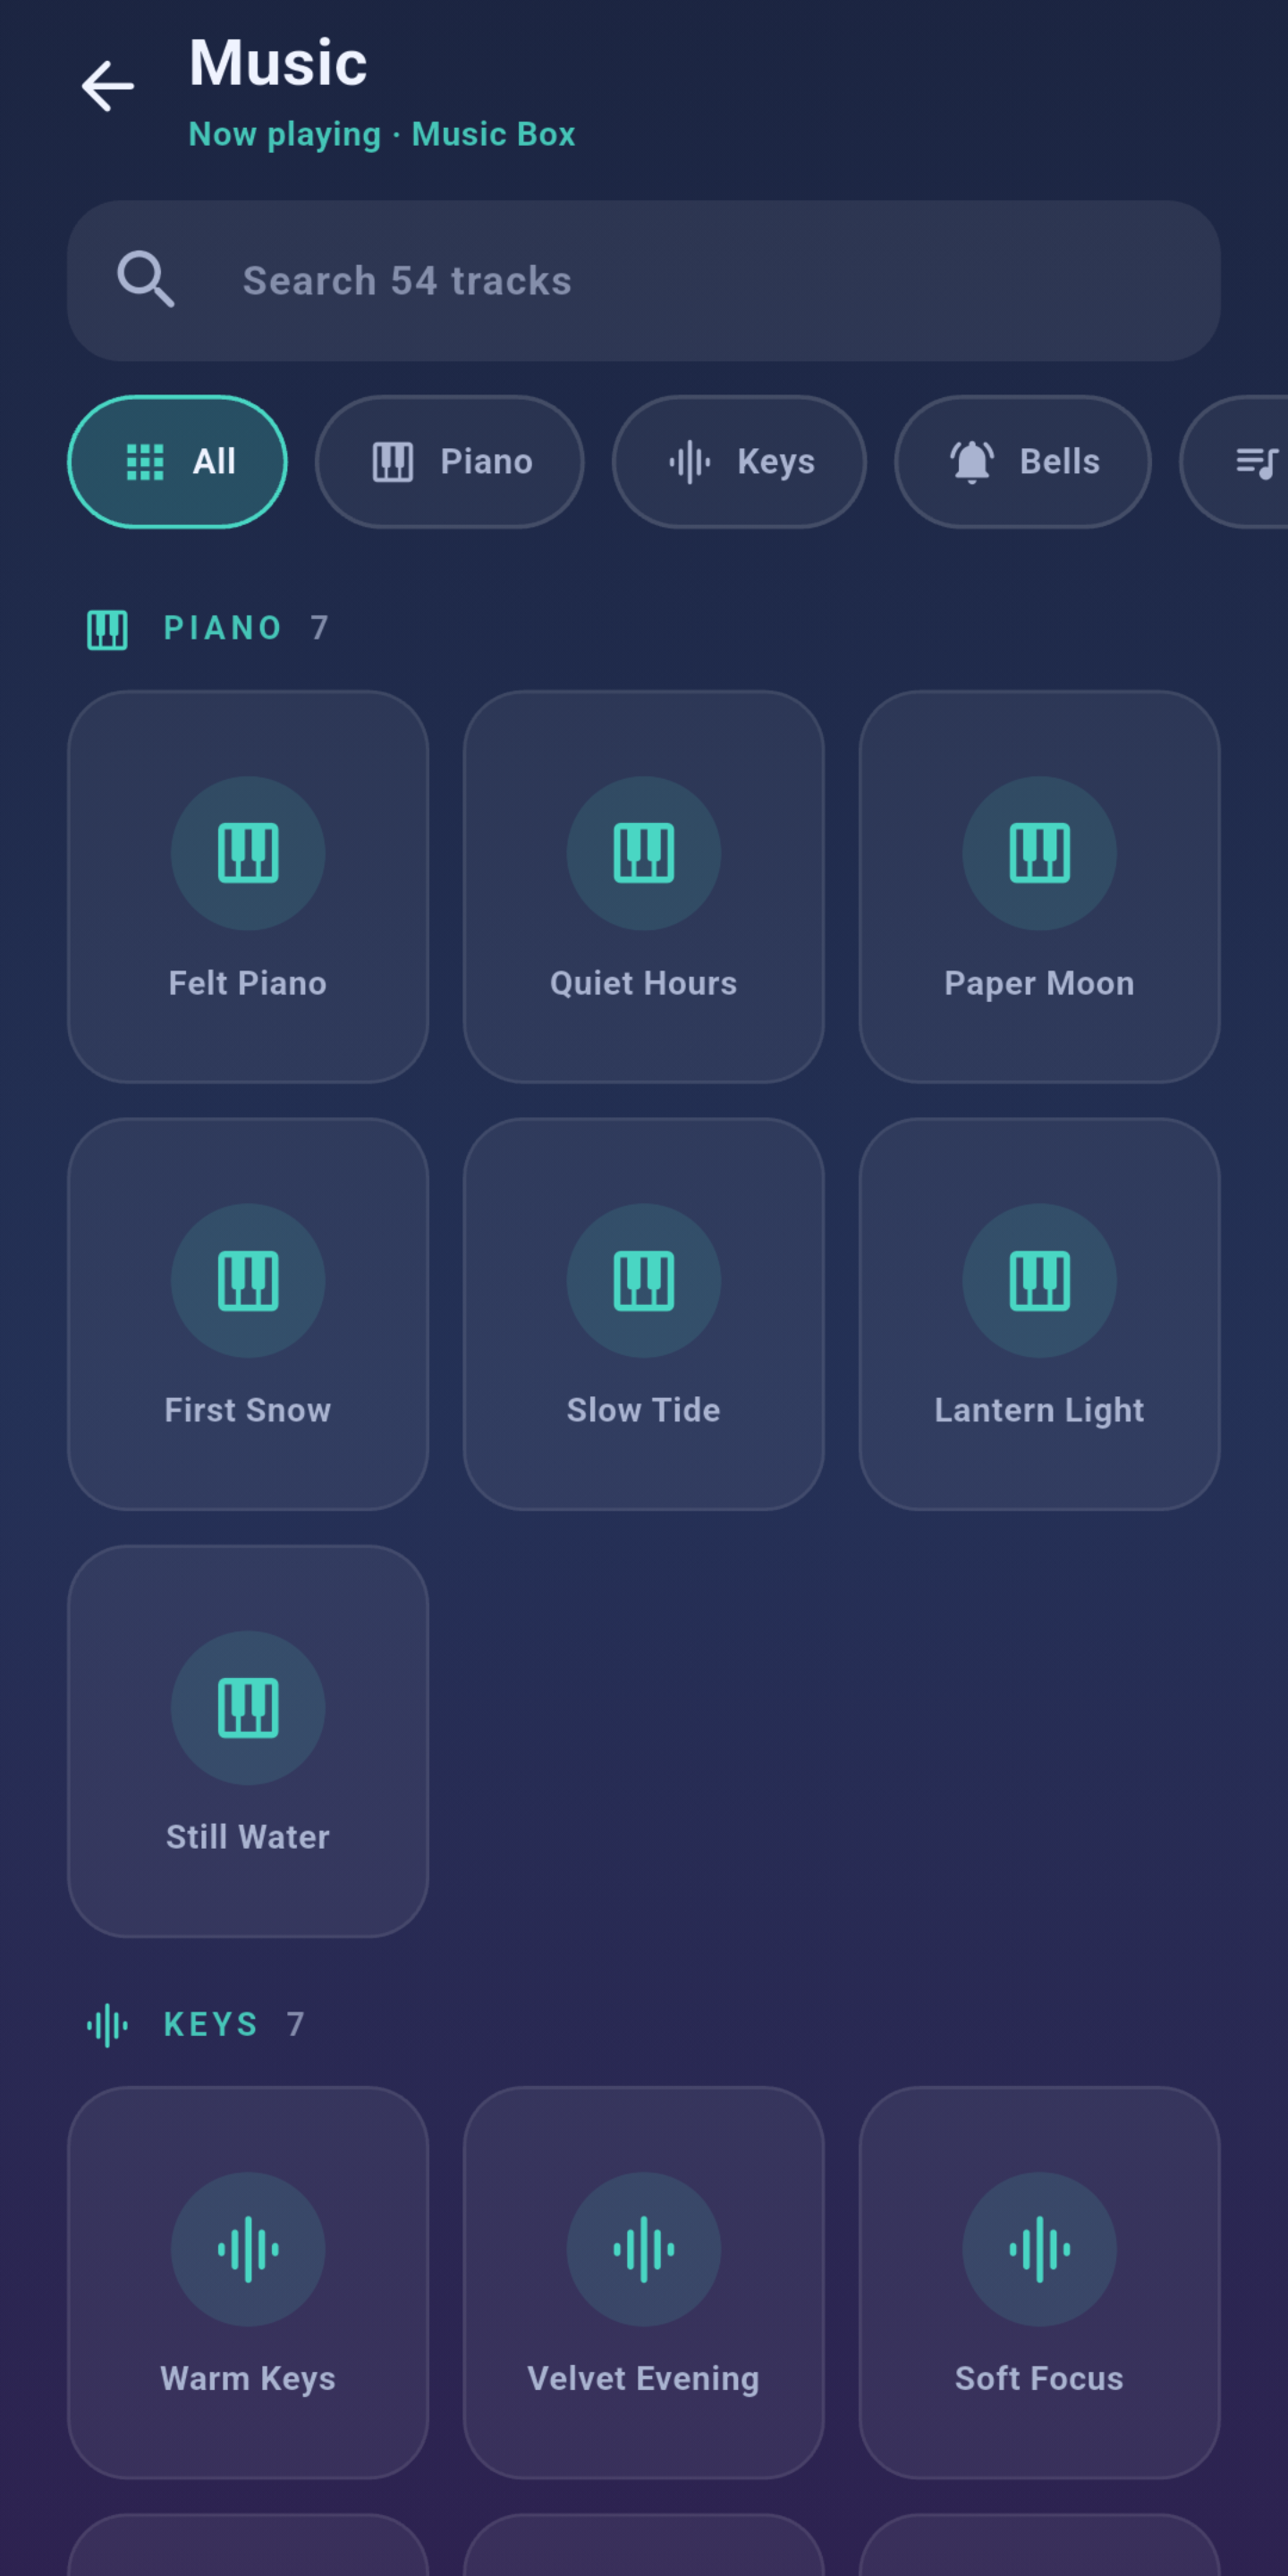 Music
Now playing · Music Box
Search 54 tracks
All
Piano
Keys
Bells
PIANO 7
Felt Piano
Quiet Hours
Paper Moon
First Snow
Slow Tide
Lantern Light
Still Water
KEYS 7
Warm Keys
Velvet Evening
Soft Focus